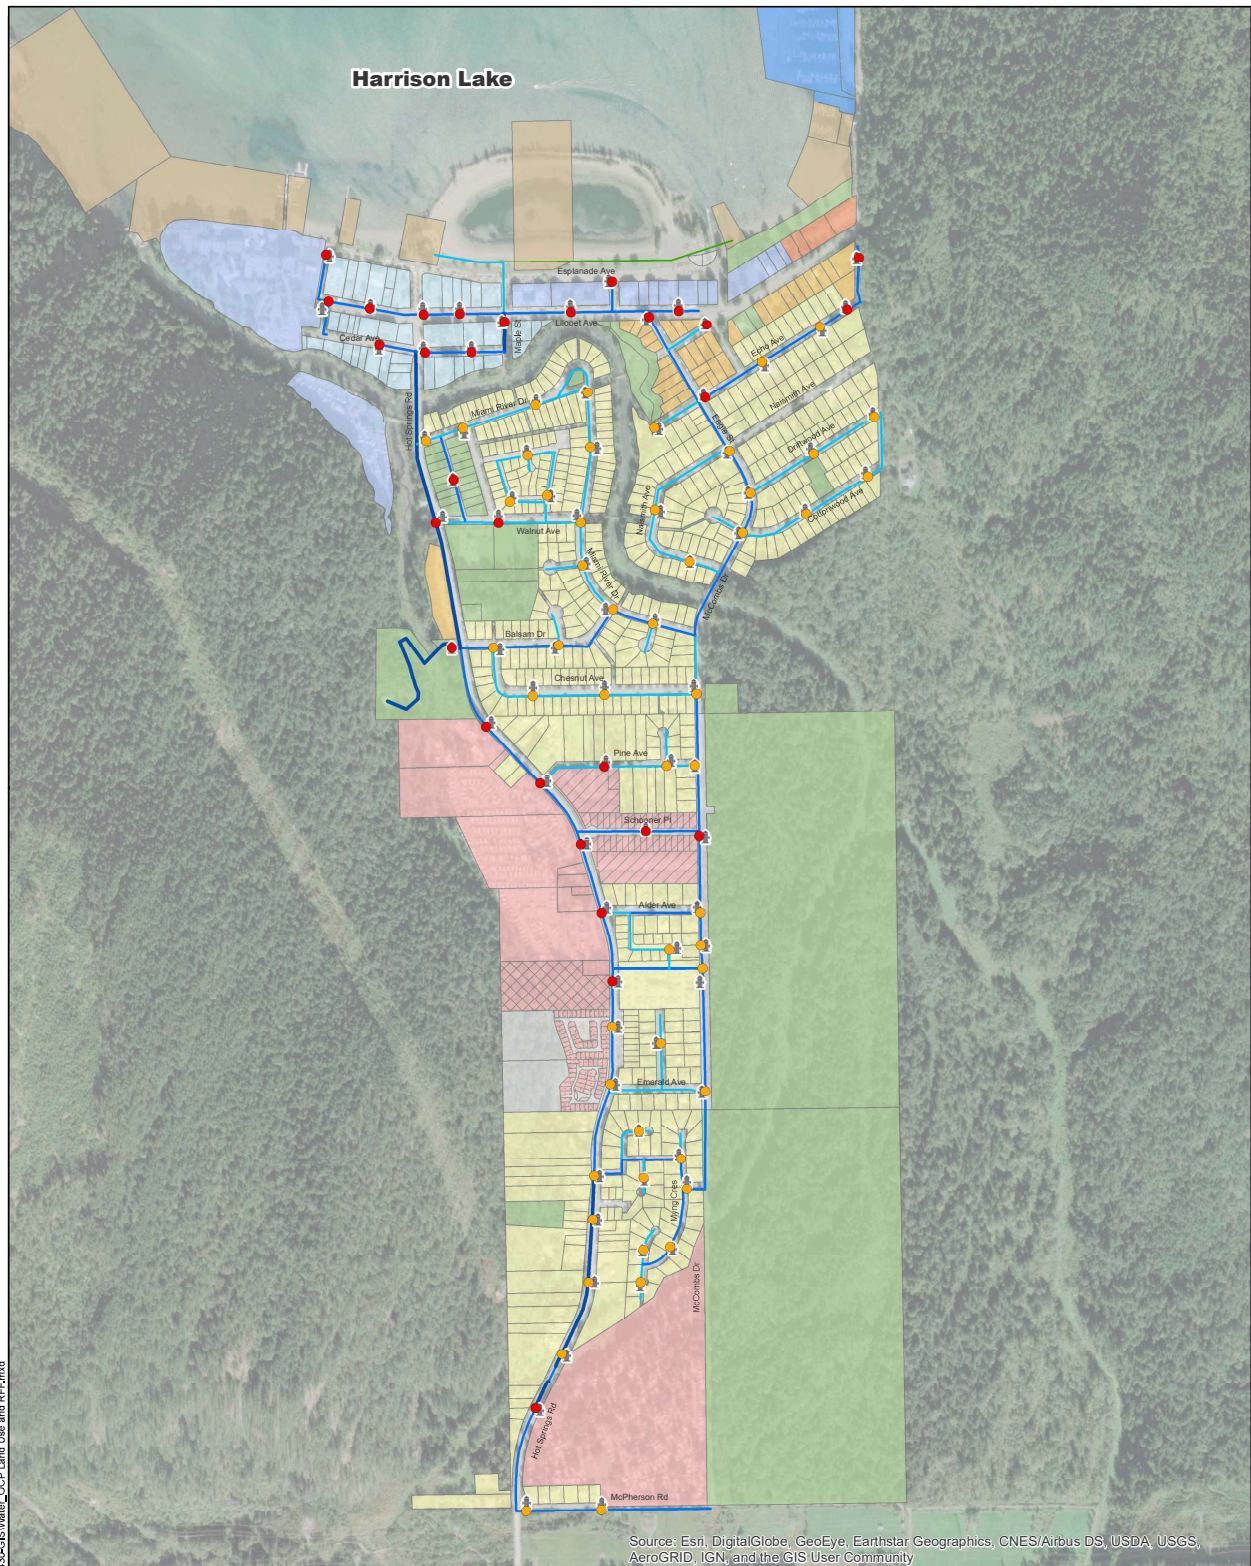 Harrison Lake
Esplanade Ave
Lillooet Ave
Maple St
Cedar Ave
Echo Ave
Naismith Ave
Hot Springs Rd
Miami River Dr
Eagle St
Driftwood Ave
Naismith Ave
Cottonwood Ave
Walnut Ave
Miami River Dr
McCombs Dr
Balsam Dr
Chesnut Ave
Pine Ave
Schooner Pl
Alder Ave
Emerald Ave
Myng Cres
McCombs Dr
Hot Springs Rd
McPherson Rd
Source: Esri, DigitalGlobe, GeoEye, Earthstar Geographics, CNES/Airbus DS, USDA, USGS,
AeroGRID, IGN, and the GIS User Community